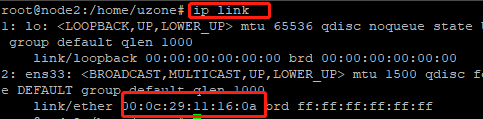 root@node2:/home/uzone# ip link
1: lo: <LOOPBACK,UP,LOWER_UP> mtu 65536 qdisc noqueue state U
group default qlen 1000
link/loopback 00:00:00:00:00:00 brd 00:00:00:00:00:00
2: ens33: <BROADCAST,MULTICAST,UP,LOWER_UP> mtu 1500 qdisc f
e DEFAULT group default qlen 1000
link/ether 00:0c:29:11:16:0a brd ff:ff:ff:ff:ff:ff